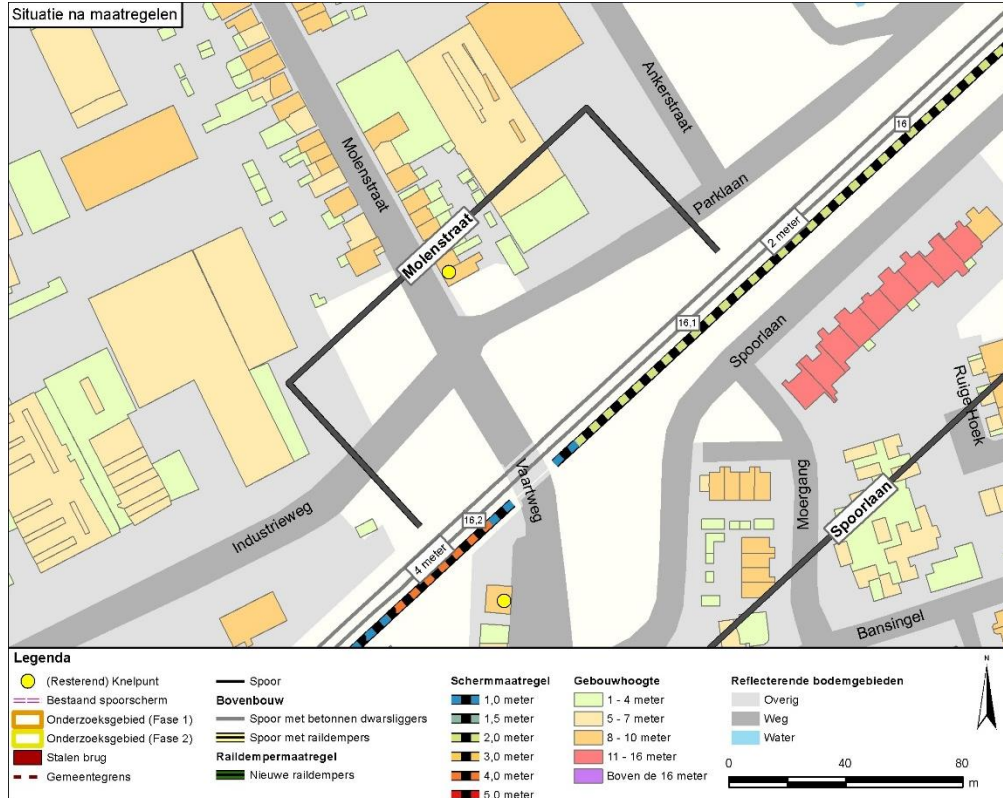 Situatie na maatregelen
Ankerstraat
Molenstraat
Parklaan
Molenstraat
16
2 meter
16,1
Spoorlaan
Ruige Hoek
Vaartweg
Moergang
Spoorlaan
Industrieweg
16,2
4 meter
Bansingel
Legenda
(Resterend) Knelpunt
Bestaand spoorscherm
Onderzoeksgebied (Fase 1)
Onderzoeksgebied (Fase 2)
Stalen brug
Gemeentegrens
Spoor
Bovenbouw
Spoor met betonnen dwarsliggers
Spoor met raildempers
Raildempermaatregel
Nieuwe raildempers
Schermmaatregel
1,0 meter
1,5 meter
2,0 meter
3,0 meter
4,0 meter
5,0 meter
Gebouwhoogte
1 - 4 meter
5 - 7 meter
8 - 10 meter
11 - 16 meter
Boven de 16 meter
Reflecterende bodemgebieden
Overig
Weg
Water
N
0 40 80
m